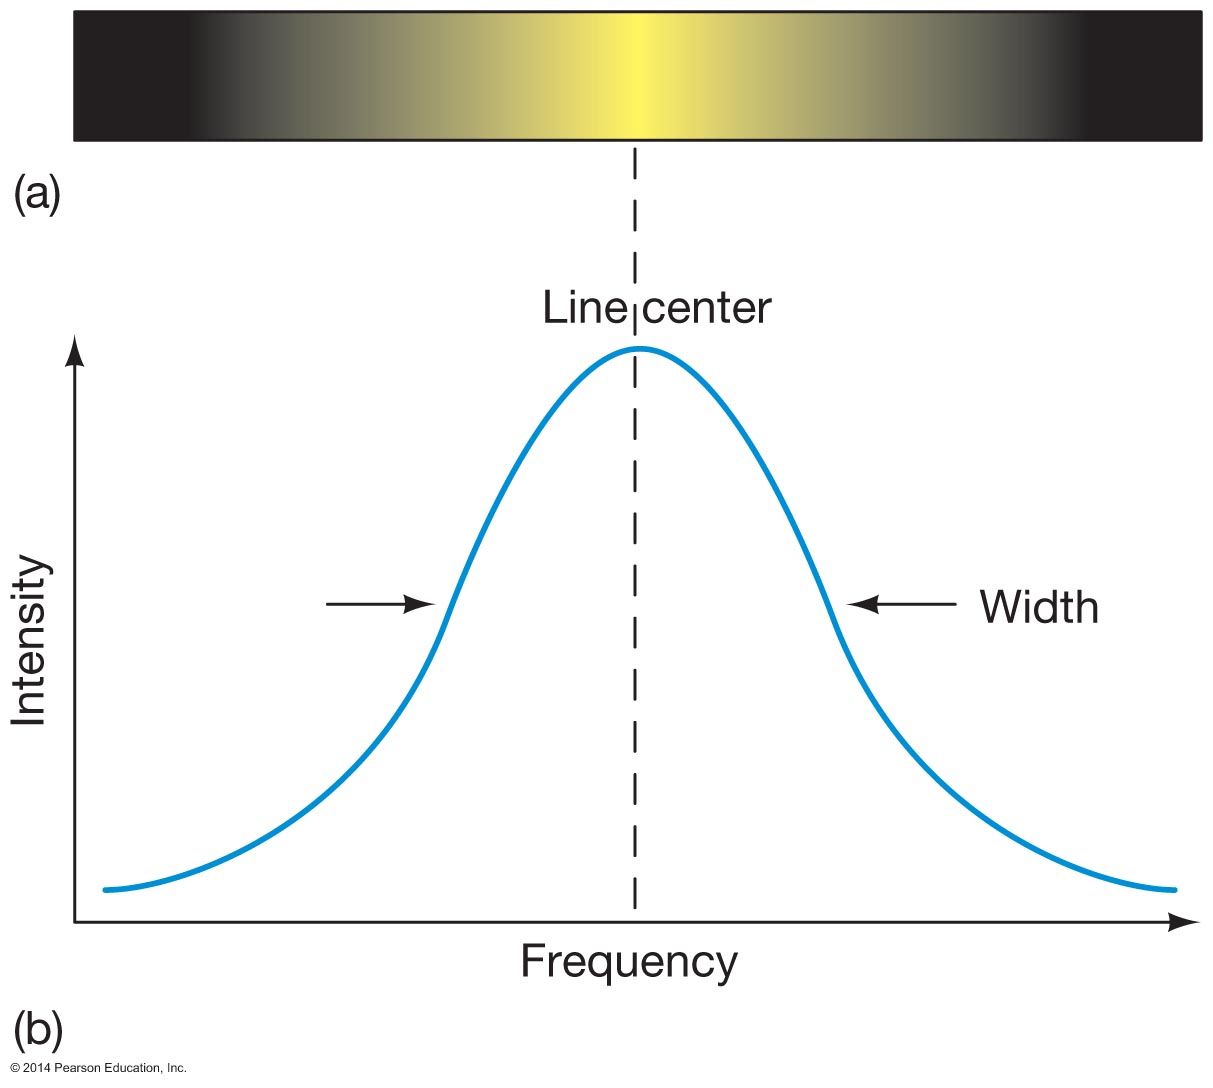 (a)
Line center
Intensity
Width
Frequency
(b)
© 2014 Pearson Education, Inc.